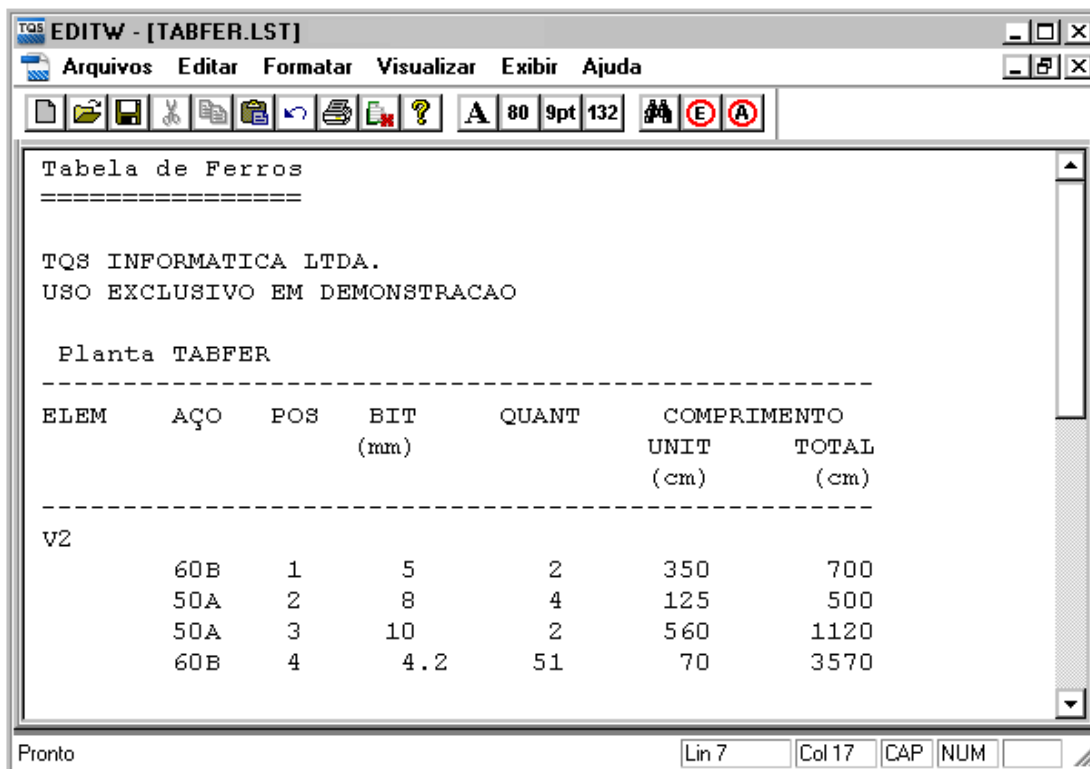 TQS EDITW - [TABFER.LST]
Arquivos Editar Formatar Visualizar Exibir Ajuda
A 80 9pt 132 E A
Tabela de Ferros
================
TQS INFORMATICA LTDA.
USO EXCLUSIVO EM DEMONSTRACAO
Planta TABFER
---------------------------------------------------
ELEM AÇO POS BIT QUANT COMPRIMENTO
(mm) UNIT TOTAL
(cm) (cm)
---------------------------------------------------
V2
60B 1 5 2 350 700
50A 2 8 4 125 500
50A 3 10 2 560 1120
60B 4 4.2 51 70 3570
Pronto Lin 7 Col 17 CAP NUM